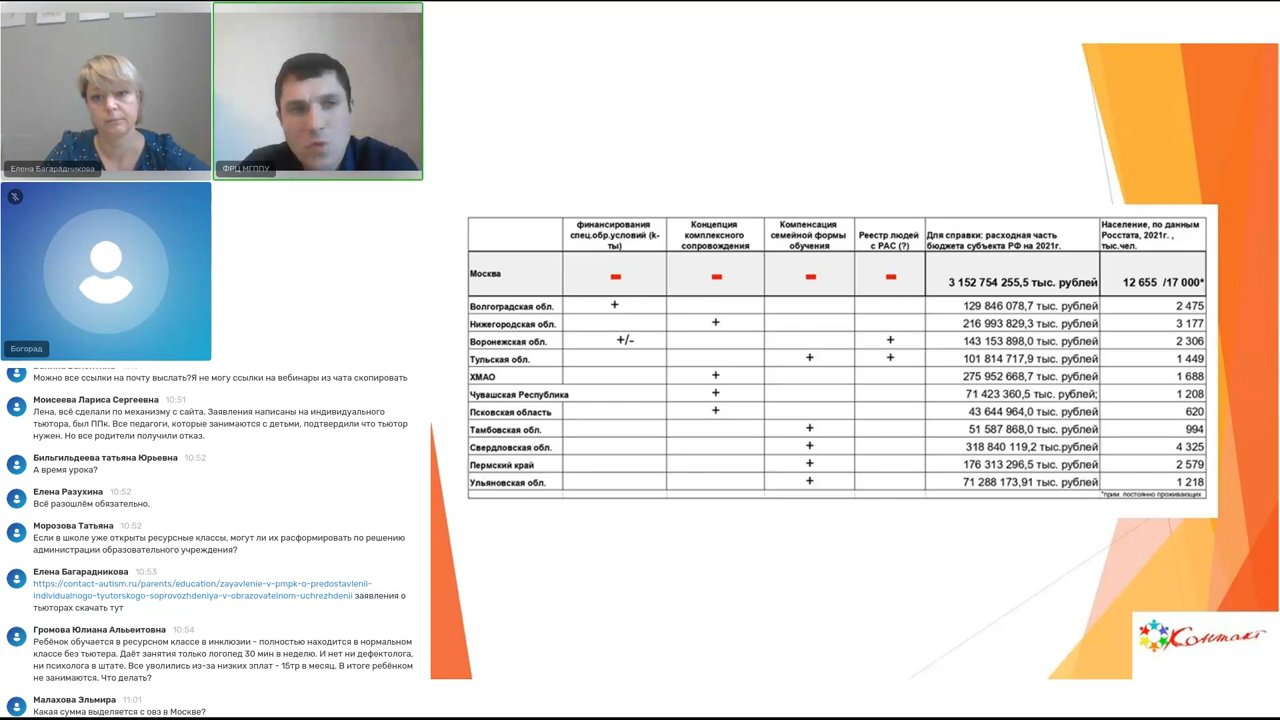 Елена Багарадникова
ФРЦ МГППУ
Богорад
Можно все ссылки на почту выслать?Я не могу ссылки на вебинары из чата скопировать
Моисеева Лариса Сергеевна 10:51
Лена, всё сделали по механизму с сайта. Заявления написаны на индивидуального
тьютора, был ППк. Все педагоги, которые занимаются с детьми, подтвердили что тьютор
нужен. Но все родители получили отказ.
Бильгильдеева татьяна Юрьевна 10:52
А время урока?
Елена Разухина 10:52
Всё разошлём обязательно.
Морозова Татьяна 10:52
Если в школе уже открыты ресурсные классы, могут ли их расформировать по решению
администрации образовательного учреждения?
Елена Багарадникова 10:53
https://contact-autism.ru/parents/education/zayavlenie-v-pmpk-o-predostavlenii-
individualnogo-tyutorskogo-soprovozhdeniya-v-obrazovatelnom-uchrezhdenii заявления о
тьюторах скачать тут
Громова Юлиана Алььеитовна 10:54
Ребёнок обучается в ресурсном классе в инклюзии - полностью находится в нормальном
классе без тьютера. Даёт занятия только логопед 30 мин в неделю. И нет ни дефектолога,
ни психолога в штате. Все уволились из-за низких зплат - 15тр в месяц. В итоге ребёнком
не занимаются. Что делать?
Малахова Эльмира 11:01
Какая сумма выделяется с овз в Москве?
финансирования
спец.обр.условий (k-
ты)
Концепция
комплексного
сопровождения
Компенсация
семейной формы
обучения
Реестр людей
с РАС (?)
Для справки: расходная часть
бюджета субъекта РФ на 2021г.
Население, по данным
Росстата, 2021г. ,
тыс.чел.
Москва - - - - 3 152 754 255,5 тыс. рублей 12 655 /17 000*
Волгоградская обл. + 129 846 078,7 тыс. рублей 2 475
Нижегородская обл. + 216 993 829,3 тыс. рублей 3 177
Воронежская обл. +/- + 143 153 898,0 тыс. рублей 2 306
Тульская обл. + + 101 814 717,9 тыс. рублей 1 449
ХМАО + 275 952 668,7 тыс. рублей 1 688
Чувашская Республика + 71 423 360,5 тыс. рублей; 1 208
Псковская область + 43 644 964,0 тыс. рублей 620
Тамбовская обл. + 51 587 868,0 тыс. рублей 994
Свердловская обл. + 318 840 119,2 тыс.рублей 4 325
Пермский край + 176 313 296,5 тыс. рублей 2 579
Ульяновская обл. + 71 288 173,91 тыс. рублей 1 218
*прим. постоянно проживающих
Контакт